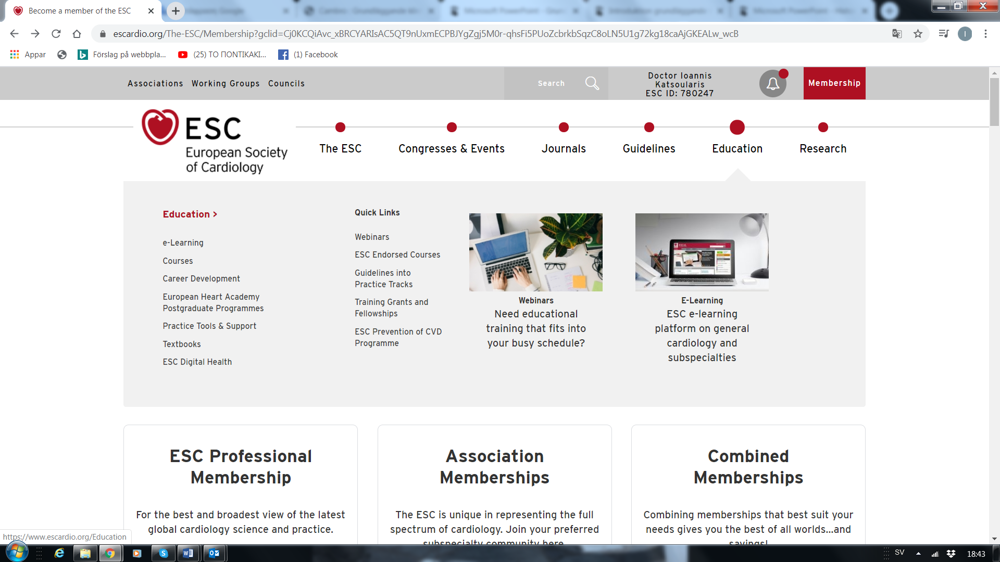 Become a member of the ESC
escardio.org/The-ESC/Membership?gclid=Cj0KCQiAvc_xBRCYARIsAC5QT9nUxmECPBJYgZgj5M0r-qhsFi5PUoZcbrkbSqzC8oLN5U1g72kg18caAjGKEALw_wcB
I
Appar
Förslag på webbpla...
(25) ΤΟ ΠΟΝΤΙΚΑΚΙ...
(1) Facebook
Associations Working Groups Councils
Search
Doctor Ioannis
Katsoularis
ESC ID: 780247
Membership
ESC
European Society
of Cardiology
The ESC
Congresses & Events
Journals
Guidelines
Education
Research
Education >
e-Learning
Courses
Career Development
European Heart Academy
Postgraduate Programmes
Practice Tools & Support
Textbooks
ESC Digital Health
Quick Links
Webinars
ESC Endorsed Courses
Guidelines into
Practice Tracks
Training Grants and
Fellowships
ESC Prevention of CVD
Programme
Webinars
Need educational
training that fits into
your busy schedule?
E-Learning
ESC e-learning
platform on general
cardiology and
subspecialties
ESC Professional
Membership
For the best and broadest view of the latest
global cardiology science and practice.
Association
Memberships
The ESC is unique in representing the full
spectrum of cardiology. Join your preferred
subspecialty community here.
Combined
Memberships
Combining memberships that best suit your
needs gives you the best of all worlds...and
savings!
https://www.escardio.org/Education
SV
18:43